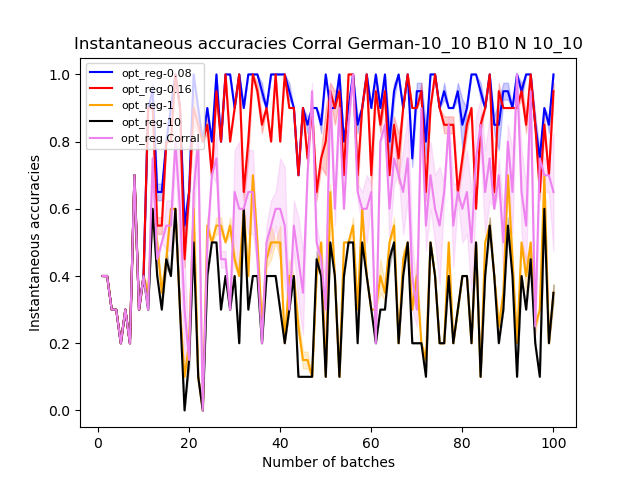 Instantaneous accuracies Corral German-10_10 B10 N 10_10
1.0
0.8
0.6
0.4
0.2
0.0
Instantaneous accuracies
opt_reg-0.08
opt_reg-0.16
opt_reg-1
opt_reg-10
opt_reg Corral
0 20 40 60 80 100
Number of batches